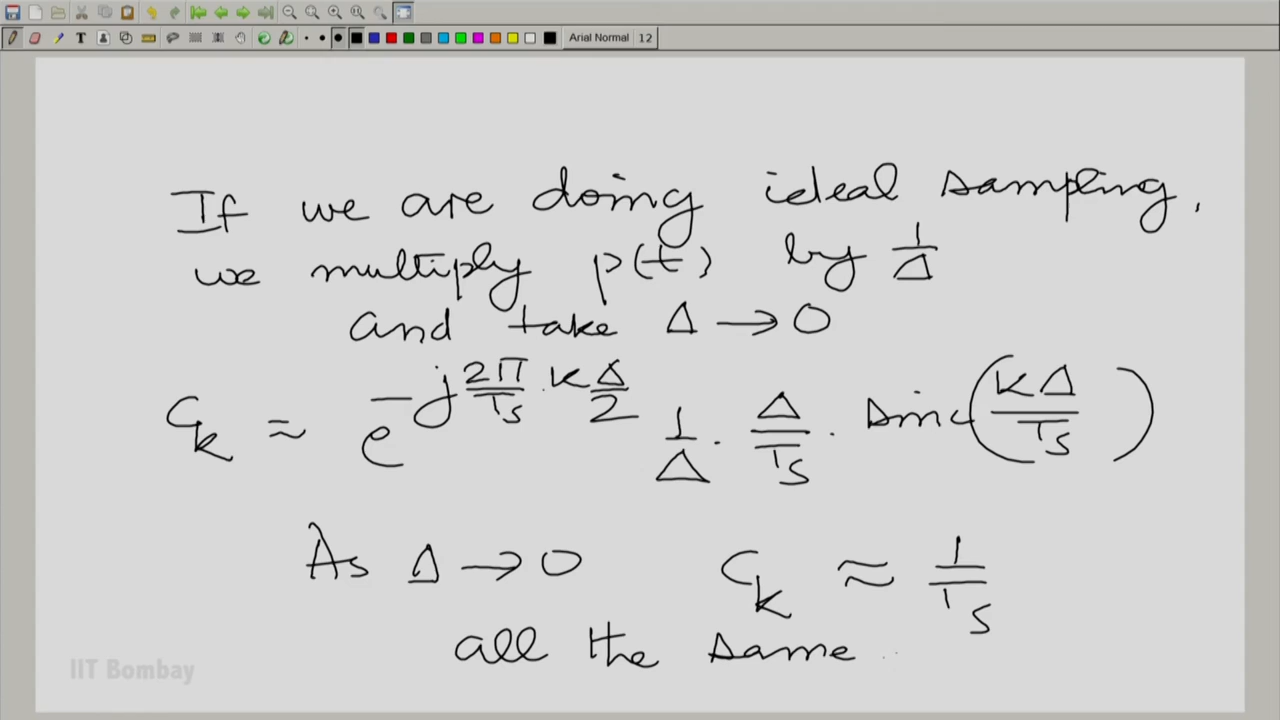 Arial Normal 12
If we are doing ideal sampling,
we multiply p(t) by 1/Δ
and take Δ → 0
C_k ≈ e^{-j 2π/T_s · k Δ/2} 1/Δ · Δ/T_s · sinc(kΔ/T_s)
As Δ → 0 C_k ≈ 1/T_s
all the same
IIT Bombay